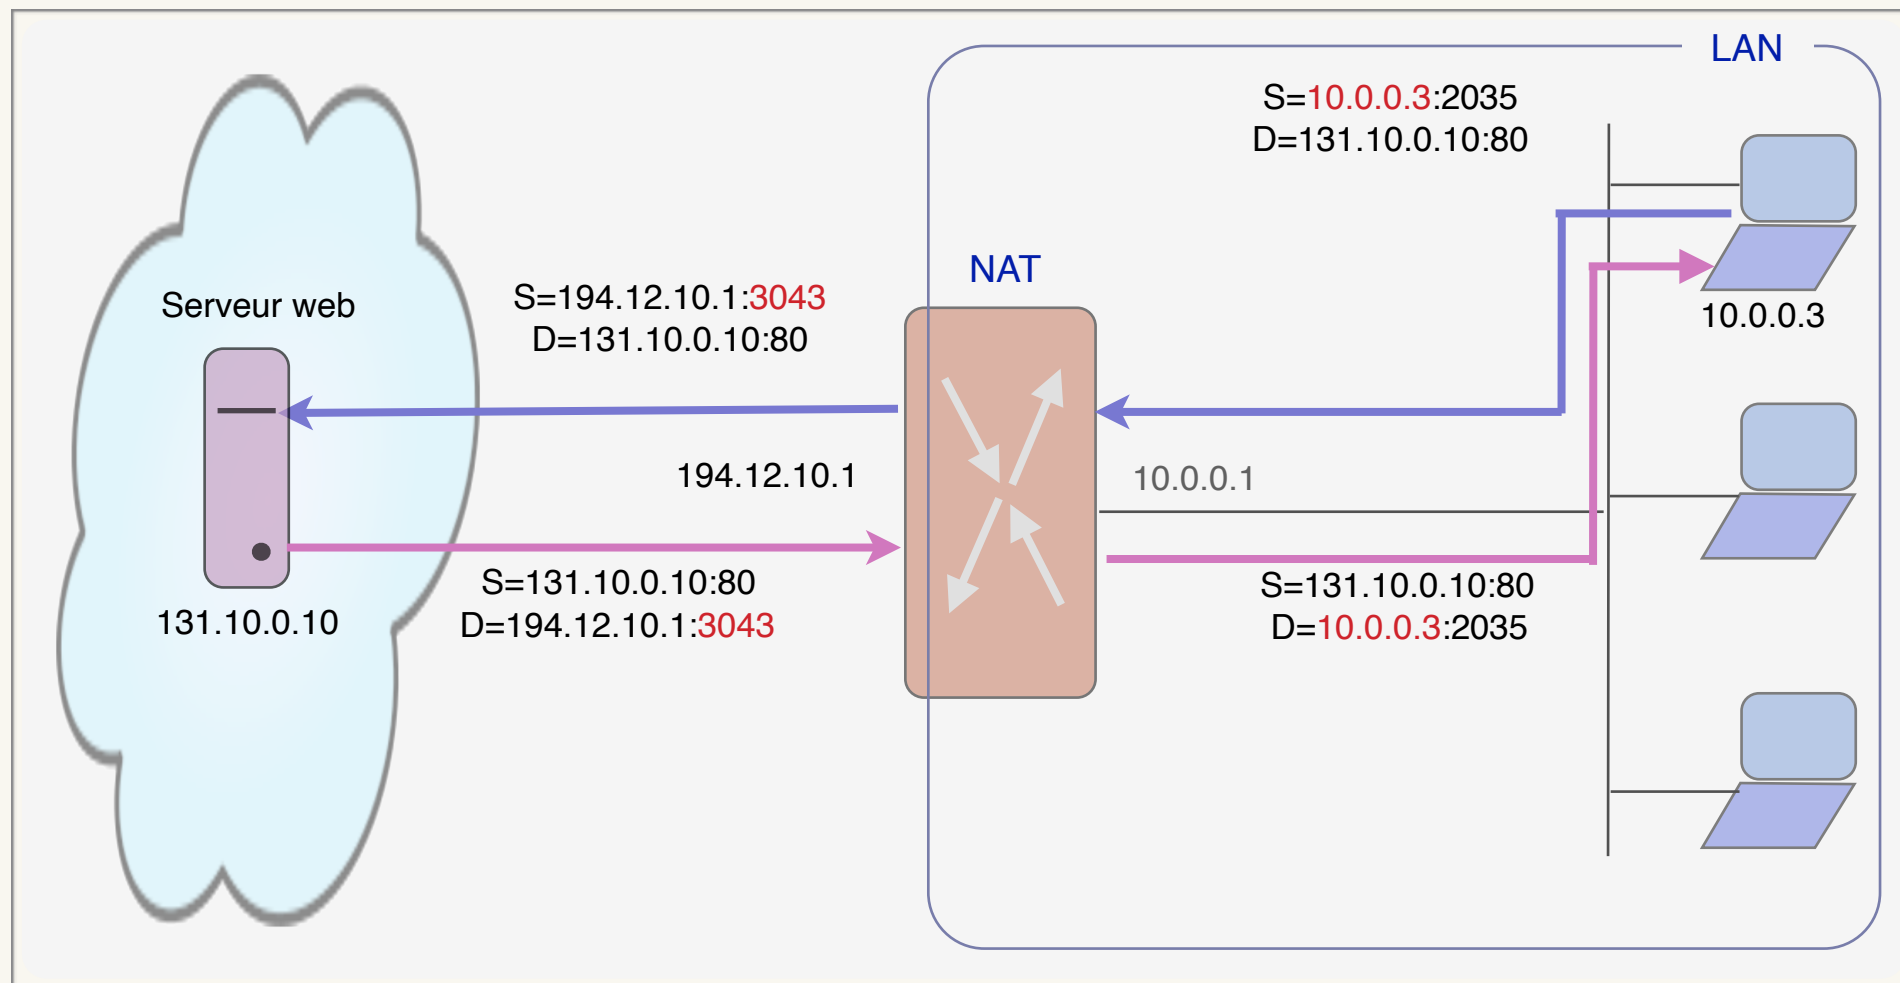 LAN
S=10.0.0.3:2035
D=131.10.0.10:80
NAT
Serveur web
S=194.12.10.1:3043
D=131.10.0.10:80
10.0.0.3
194.12.10.1
10.0.0.1
S=131.10.0.10:80
D=194.12.10.1:3043
131.10.0.10
S=131.10.0.10:80
D=10.0.0.3:2035